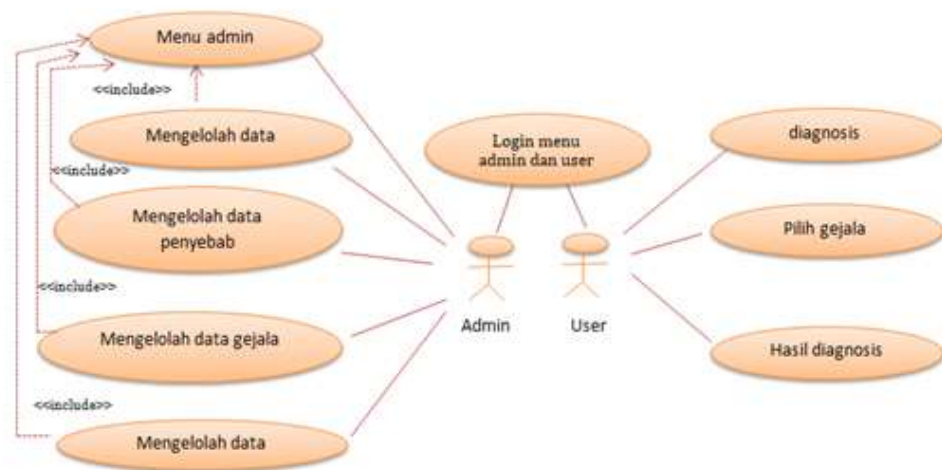 Menu admin
<<include>>
Mengelolah data
<<include>>
Mengelolah data
penyebab
<<include>>
Mengelolah data gejala
<<include>>
Mengelolah data
Login menu
admin dan user
Admin
User
diagnosis
Pilih gejala
Hasil diagnosis